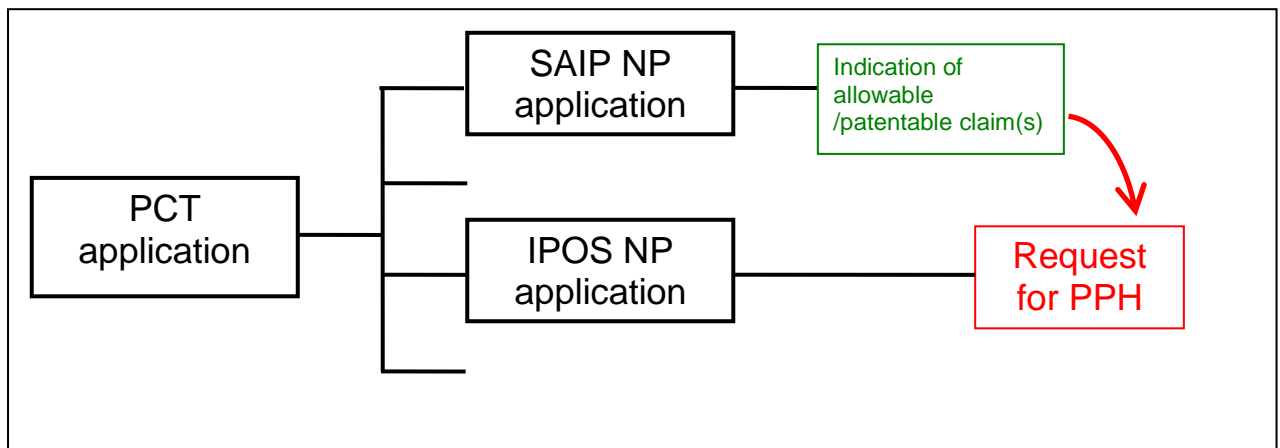 SAIP NP
application
Indication of
allowable
/patentable claim(s)
PCT
application
IPOS NP
application
Request
for PPH